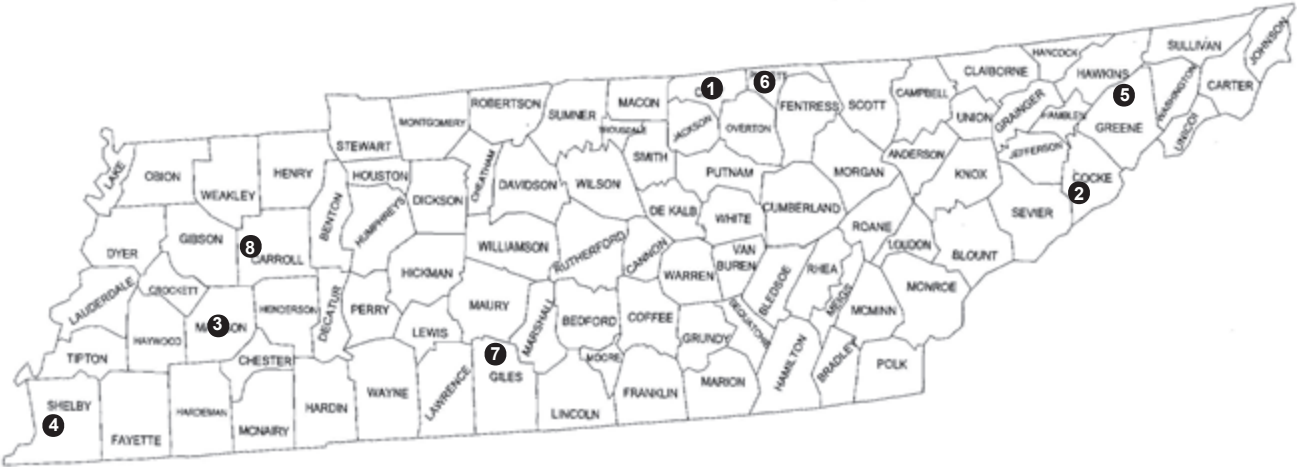 JOHNSON
SULLIVAN
HANCOCK
CLAIBORNE
HAWKINS
CARTER
WASHINGTON
6
1
5
CAMPBELL
SCOTT
FENTRESS
ROBERTSON
SUMNER
MACON
MONTGOMERY
UNION
GRAINGER
HAMBLEN
GREENE
UNICOI
JACKSON
OVERTON
TROUSDALE
STEWART
SMITH
ANDERSON
JEFFERSON
LAKE
OBION
WEAKLEY
HENRY
HOUSTON
CHEATHAM
DAVIDSON
WILSON
PUTNAM
MORGAN
KNOX
COCKE
2
DICKSON
HUMPHREYS
BENTON
DE KALB
WHITE
CUMBERLAND
SEVIER
ROANE
DYER
GIBSON
8
CARROLL
WILLIAMSON
RUTHERFORD
CANNON
VAN
BUREN
WARREN
LOUDON
BLOUNT
HICKMAN
BLEDSOE
RHEA
LAUDERDALE
CROCKETT
HENDERSON
DECATUR
PERRY
MAURY
MEIGS
MONROE
3
MARSHALL
BEDFORD
COFFEE
SEQUATCHIE
MCMINN
HAYWOOD
LEWIS
GRUNDY
TIPTON
CHESTER
7
MOORE
GILES
MARION
HAMILTON
BRADLEY
POLK
SHELBY
4
FAYETTE
HARDEMAN
MCNAIRY
HARDIN
WAYNE
LAWRENCE
LINCOLN
FRANKLIN